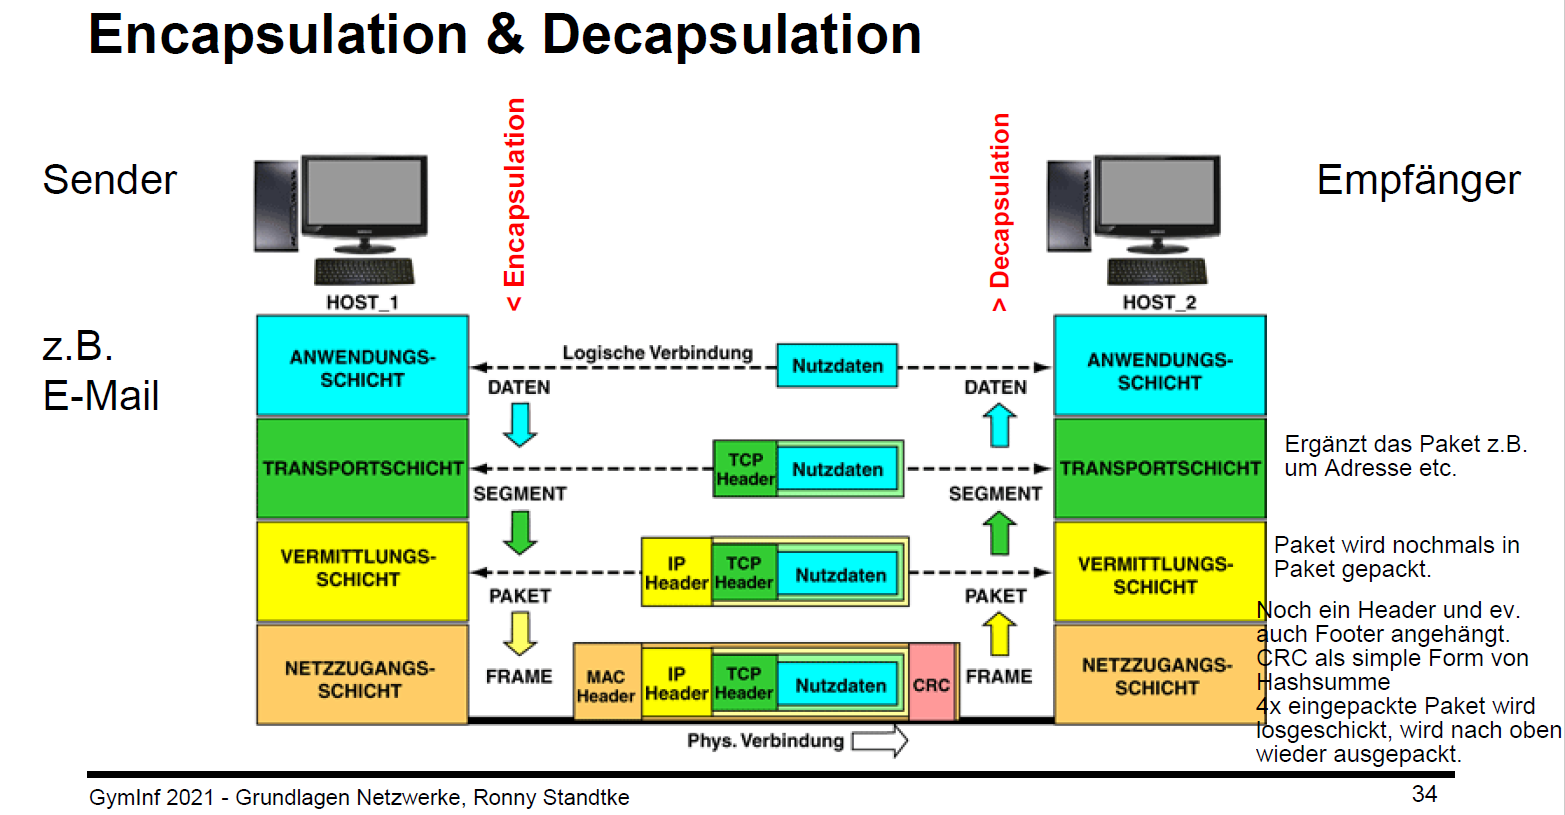 Encapsulation & Decapsulation
Sender
< Encapsulation
> Decapsulation
Empfänger
HOST_1
HOST_2
z.B.
E-Mail
ANWENDUNGS-
SCHICHT
Logische Verbindung
Nutzdaten
ANWENDUNGS-
SCHICHT
DATEN
DATEN
TRANSPORTSCHICHT
TCP
Header
Nutzdaten
TRANSPORTSCHICHT
Ergänzt das Paket z.B.
um Adresse etc.
SEGMENT
SEGMENT
VERMITTLUNGS-
SCHICHT
IP
Header
TCP
Header
Nutzdaten
VERMITTLUNGS-
SCHICHT
Paket wird nochmals in
Paket gepackt.
PAKET
PAKET
NETZZUGANGS-
SCHICHT
FRAME
MAC
Header
IP
Header
TCP
Header
Nutzdaten
CRC
FRAME
NETZZUGANGS-
SCHICHT
Noch ein Header und ev.
auch Footer angehängt.
CRC als simple Form von
Hashsumme
4x eingepackte Paket wird
losgeschickt, wird nach oben
wieder ausgepackt.
Phys. Verbindung
GymInf 2021 - Grundlagen Netzwerke, Ronny Standtke
34